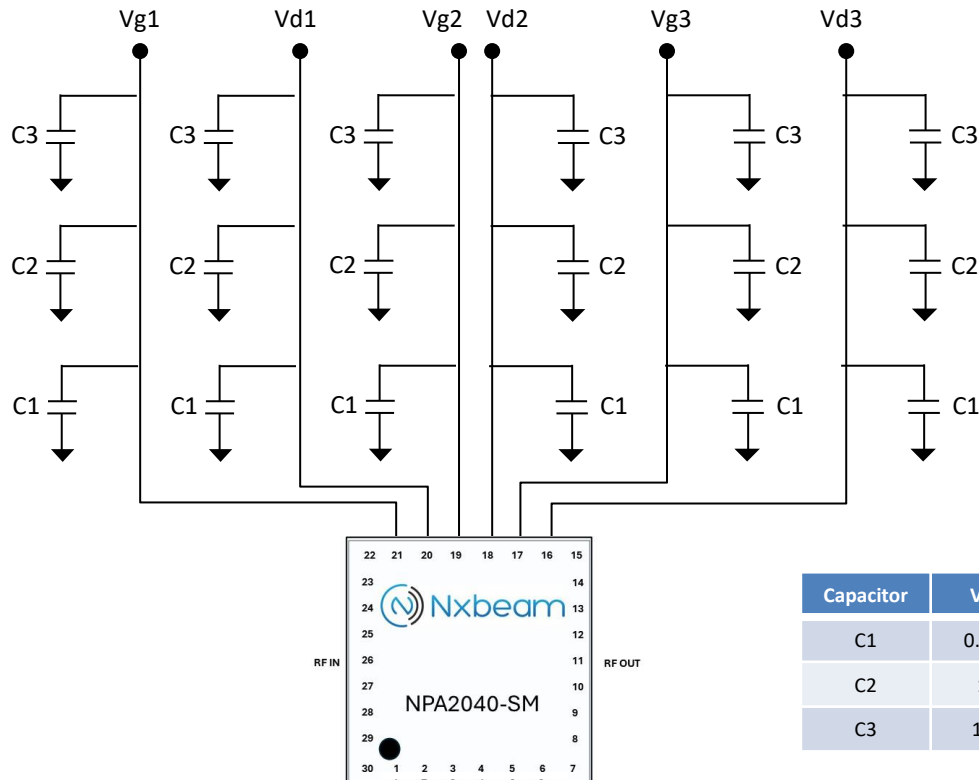 Vg1 Vd1 Vg2 Vd2 Vg3 Vd3
C3 C3 C3 C3 C3 C3
C2 C2 C2 C2 C2 C2
C1 C1 C1 C1 C1 C1
22 21 20 19 18 17 16 15
23 14
24 Nxbeam 13
25 12
RF IN 26 11 RF OUT
27 10
28 NPA2040-SM 9
29 8
30 1 2 3 4 5 6 7
Capacitor
C1
C2
C3